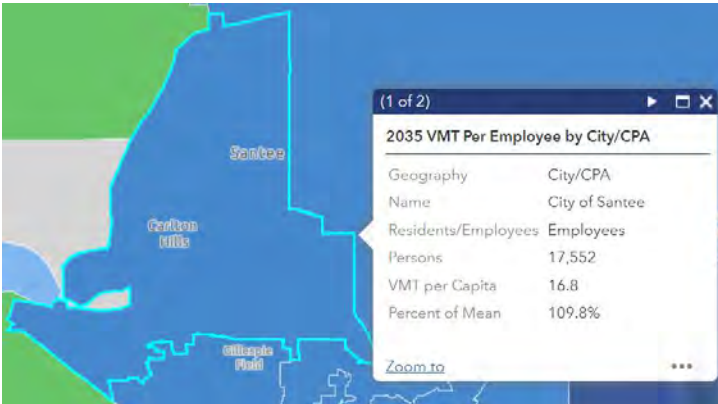 (1 of 2)
2035 VMT Per Employee by City/CPA
Geography City/CPA
Name City of Santee
Residents/Employees Employees
Persons 17,552
VMT per Capita 16.8
Percent of Mean 109.8%
Zoom to
Santee
Carlton
Hills
Gillespie
Field